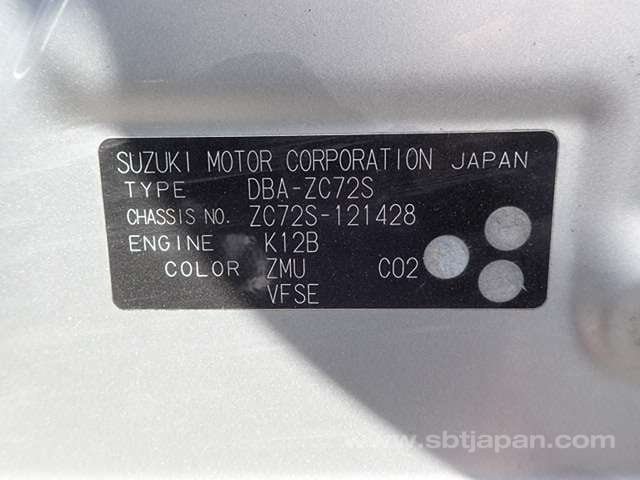 SUZUKI MOTOR CORPORATION JAPAN
TYPE DBA-ZC72S
CHASSIS NO. ZC72S-121428
ENGINE K12B
COLOR ZMU C02
VFSE
www.sbtjapan.com